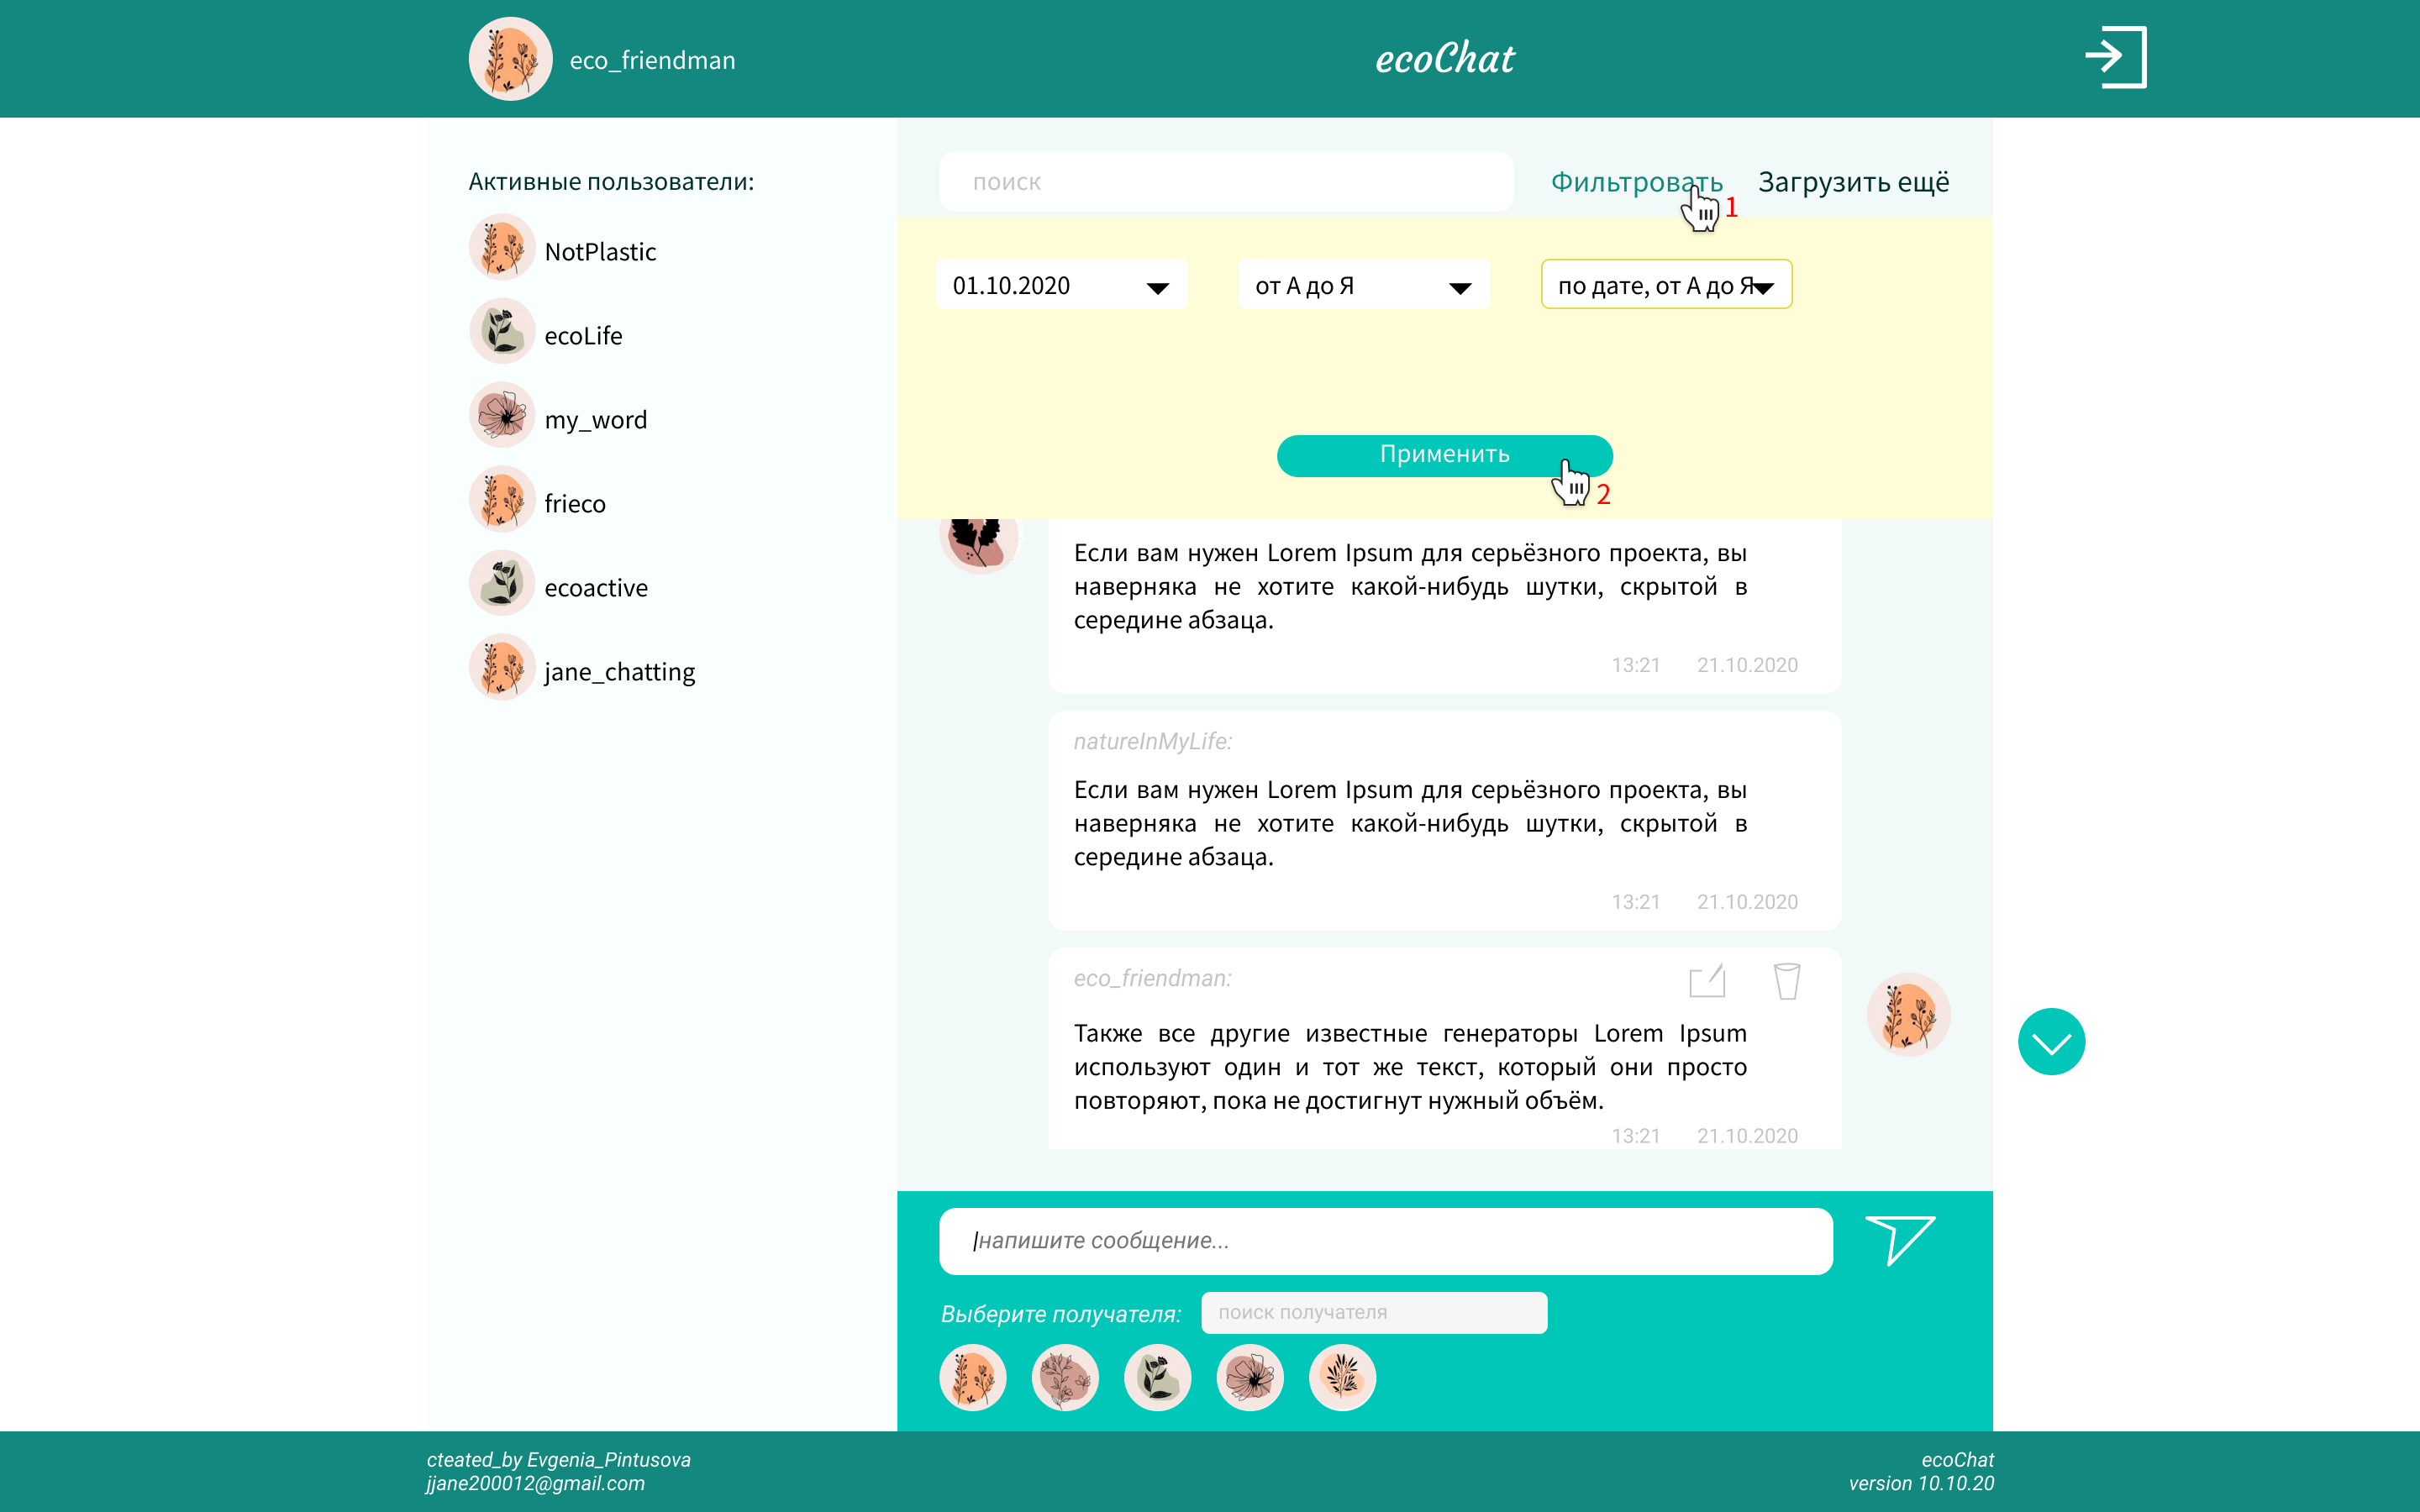 eco_friendman
ecoChat
Активные пользователи:
NotPlastic
ecoLife
my_word
frieco
ecoactive
jane_chatting
поиск
Фильтровать
Загрузить ещё
1
01.10.2020
от А до Я
по дате, от А до Я
Применить
2
Если вам нужен Lorem Ipsum для серьёзного проекта, вы
наверняка не хотите какой-нибудь шутки, скрытой в
середине абзаца.
13:21 21.10.2020
natureInMyLife:
Если вам нужен Lorem Ipsum для серьёзного проекта, вы
наверняка не хотите какой-нибудь шутки, скрытой в
середине абзаца.
13:21 21.10.2020
eco_friendman:
Также все другие известные генераторы Lorem Ipsum
используют один и тот же текст, который они просто
повторяют, пока не достигнут нужный объём.
13:21 21.10.2020
напишите сообщение...
Выберите получателя:
поиск получателя
cteated_by Evgenia_Pintusova
jjane200012@gmail.com
ecoChat
version 10.10.20